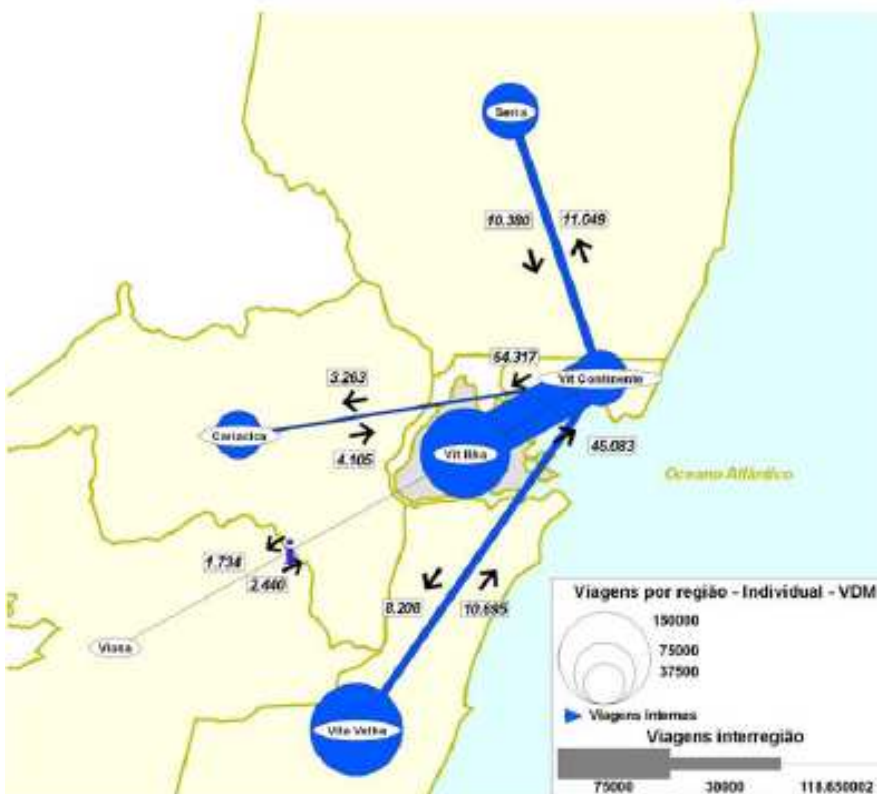 Serra
10.380
11.049
54.317
Vit Continente
3.263
Cariacica
4.105
Vit Ilha
45.083
Oceano Atlântico
1.734
2.440
8.208
10.695
Viana
Vila Velha
Viagens por região - Individual - VDM
150000
75000
37500
Viagens Internas
Viagens interregião
75000 30000 118.650002